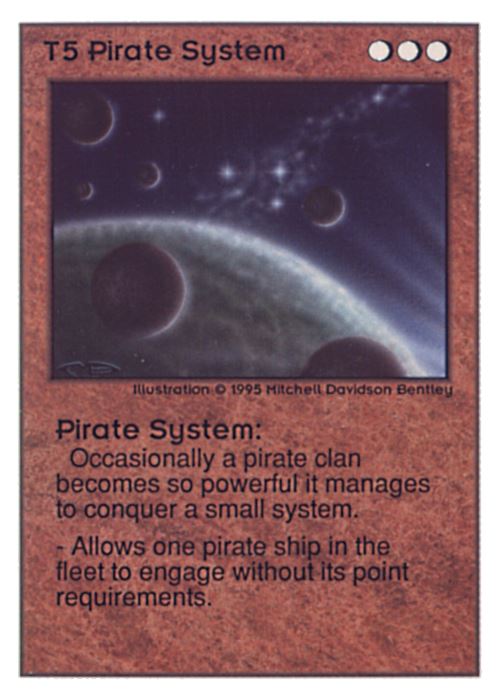 T5 Pirate System
Illustration © 1995 Mitchell Davidson Bentley
Pirate System:
Occasionally a pirate clan
becomes so powerful it manages
to conquer a small system.
- Allows one pirate ship in the
fleet to engage without its point
requirements.